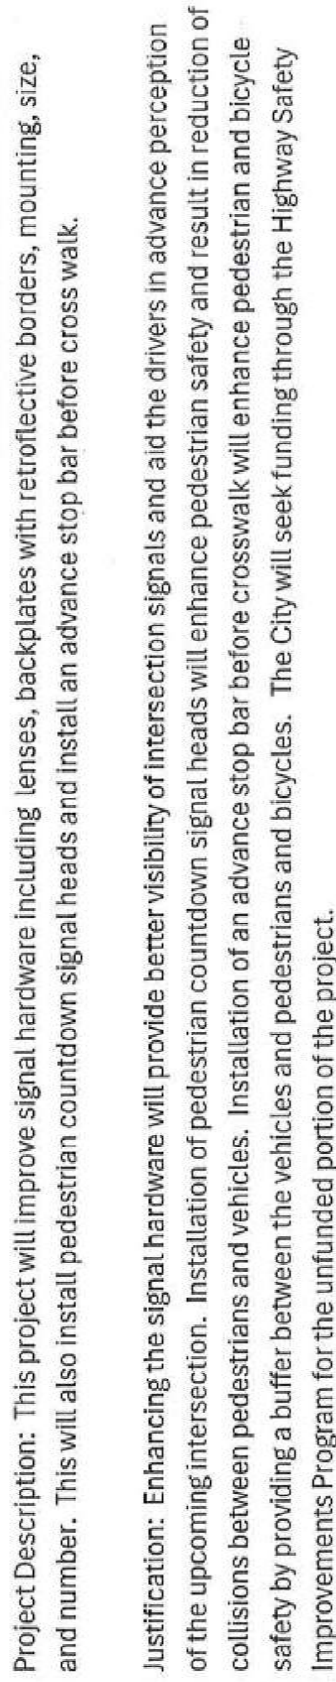 Project Description: This project will improve signal hardware including lenses, backplates with retroflective borders, mounting, size,
and number. This will also install pedestrian countdown signal heads and install an advance stop bar before cross walk.
Justification: Enhancing the signal hardware will provide better visibility of intersection signals and aid the drivers in advance perception
of the upcoming intersection. Installation of pedestrian countdown signal heads will enhance pedestrian safety and result in reduction of
collisions between pedestrians and vehicles. Installation of an advance stop bar before crosswalk will enhance pedestrian and bicycle
safety by providing a buffer between the vehicles and pedestrians and bicycles. The City will seek funding through the Highway Safety
Improvements Program for the unfunded portion of the project.